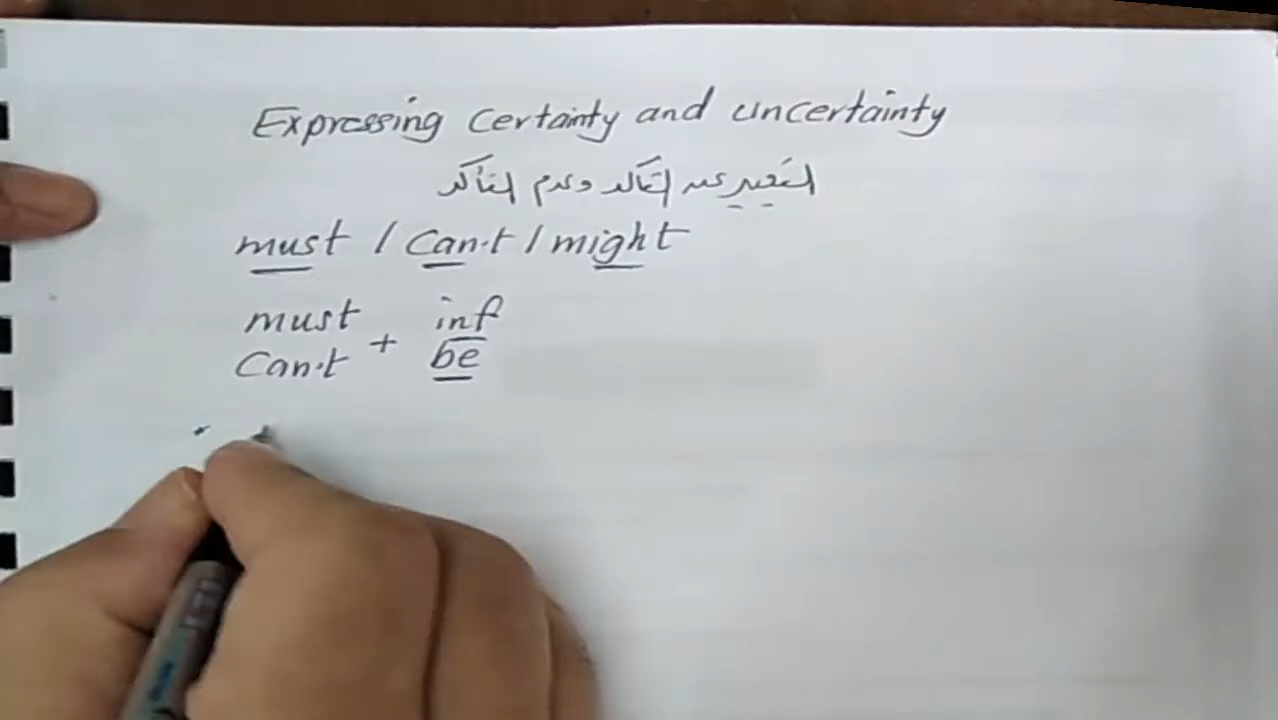 Expressing certainty and uncertainty
التعبير عن التأكد وعدم التأكد
must / Can't / might
must + inf
Can't be